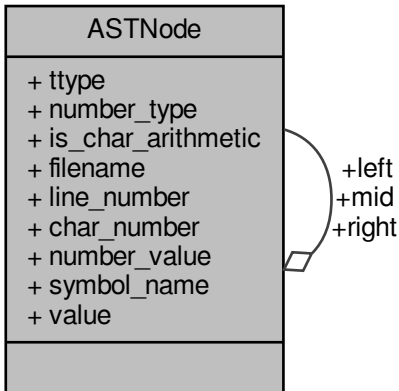 ASTNode
+ ttype
+ number_type
+ is_char_arithmetic
+ filename
+ line_number
+ char_number
+ number_value
+ symbol_name
+ value
+left
+mid
+right